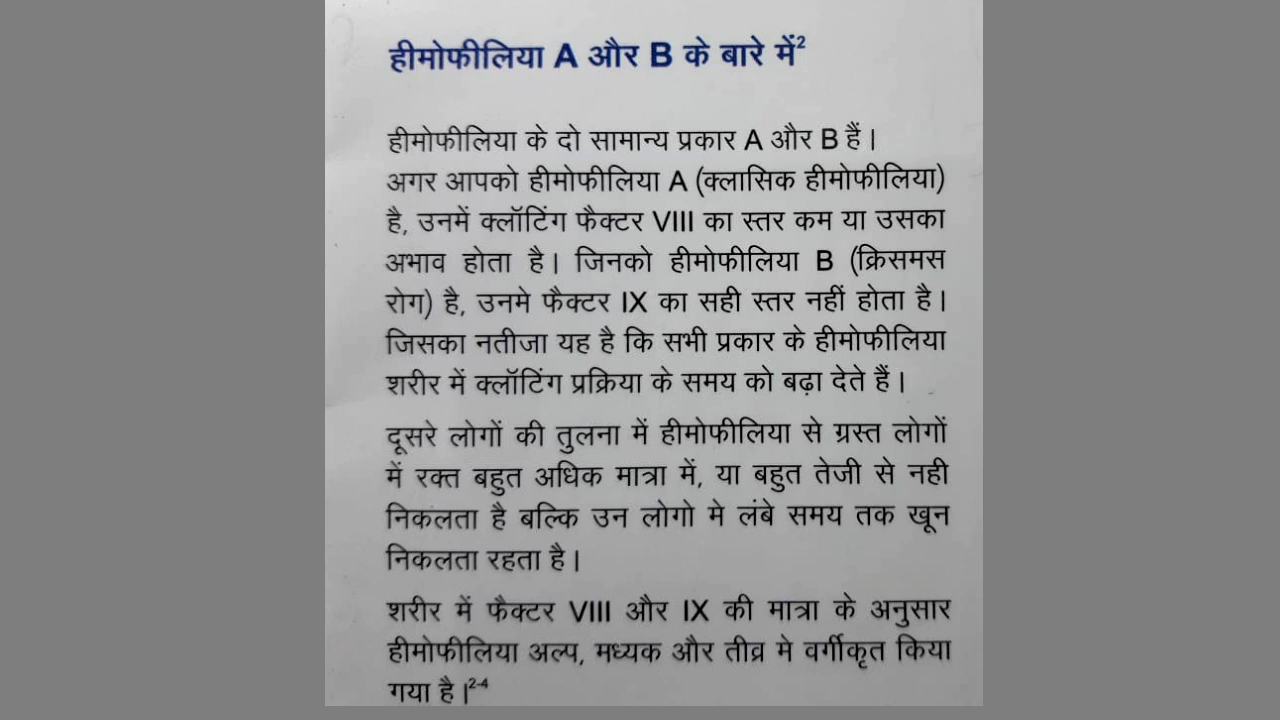 हीमोफीलिया A और B के बारे में²
हीमोफीलिया के दो सामान्य प्रकार A और B हैं।
अगर आपको हीमोफीलिया A (क्लासिक हीमोफीलिया)
है, उनमें क्लॉटिंग फैक्टर VIII का स्तर कम या उसका
अभाव होता है। जिनको हीमोफीलिया B (क्रिसमस
रोग) है, उनमे फैक्टर IX का सही स्तर नहीं होता है।
जिसका नतीजा यह है कि सभी प्रकार के हीमोफीलिया
शरीर में क्लॉटिंग प्रक्रिया के समय को बढ़ा देते हैं।
दूसरे लोगों की तुलना में हीमोफीलिया से ग्रस्त लोगों
में रक्त बहुत अधिक मात्रा में, या बहुत तेजी से नही
निकलता है बल्कि उन लोगो मे लंबे समय तक खून
निकलता रहता है।
शरीर में फैक्टर VIII और IX की मात्रा के अनुसार
हीमोफीलिया अल्प, मध्यक और तीव्र मे वर्गीकृत किया
गया है।²⁻⁴